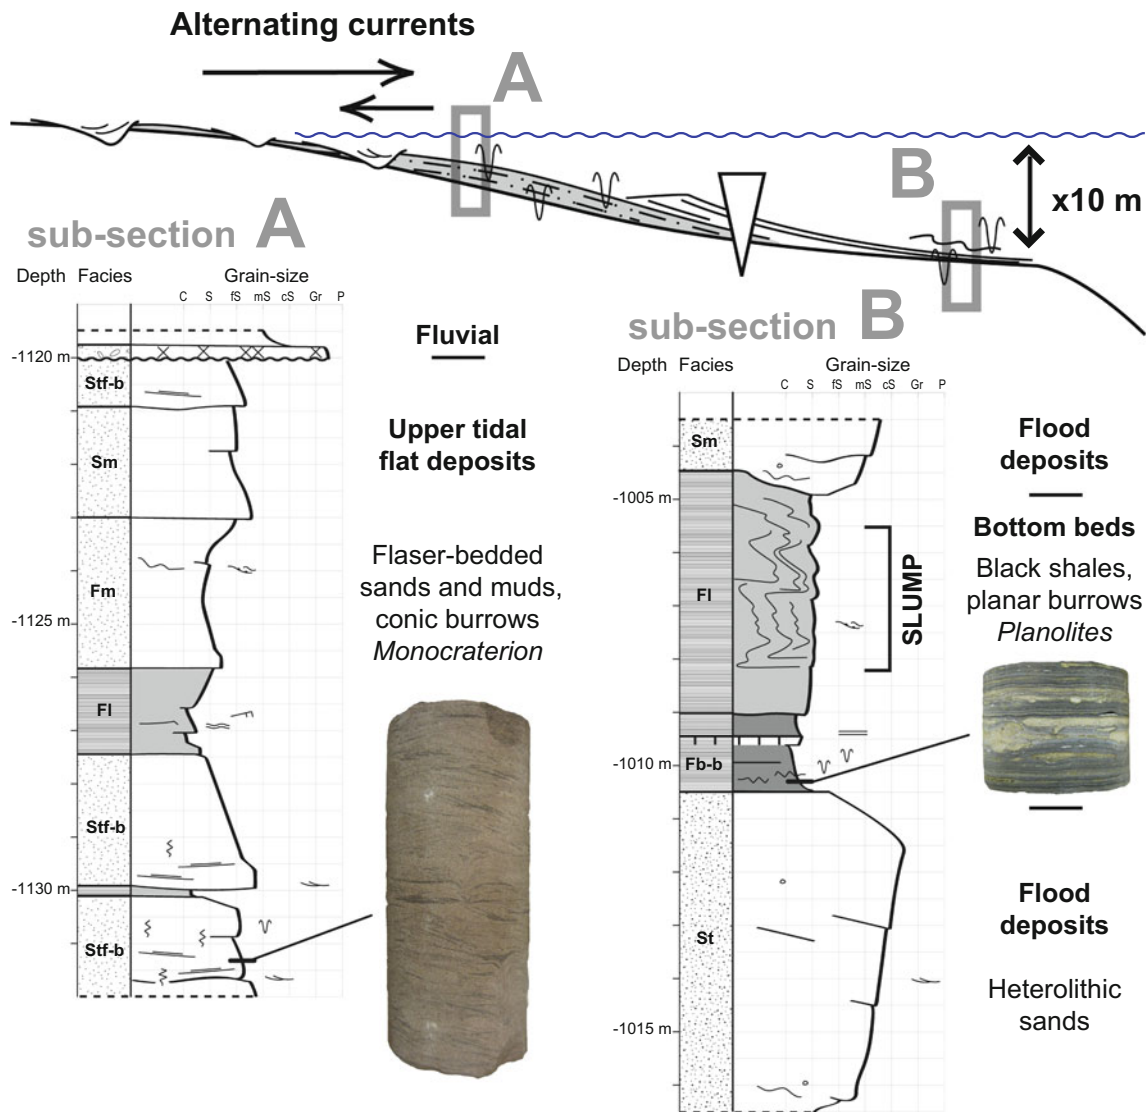 Alternating currents
A
B
x10 m
sub-section A
Depth Facies Grain-size
C S fS mS cS Gr P
-1120 m
Stf-b
Sm
Fm
-1125 m
Fl
Stf-b
-1130 m
Stf-b
Fluvial
Upper tidal
flat deposits
Flaser-bedded
sands and muds,
conic burrows
Monocraterion
sub-section B
Depth Facies Grain-size
C S fS mS cS Gr P
Sm
-1005 m
Fl
SLUMP
-1010 m
Fb-b
St
-1015 m
Flood
deposits
Bottom beds
Black shales,
planar burrows
Planolites
Flood
deposits
Heterolithic
sands